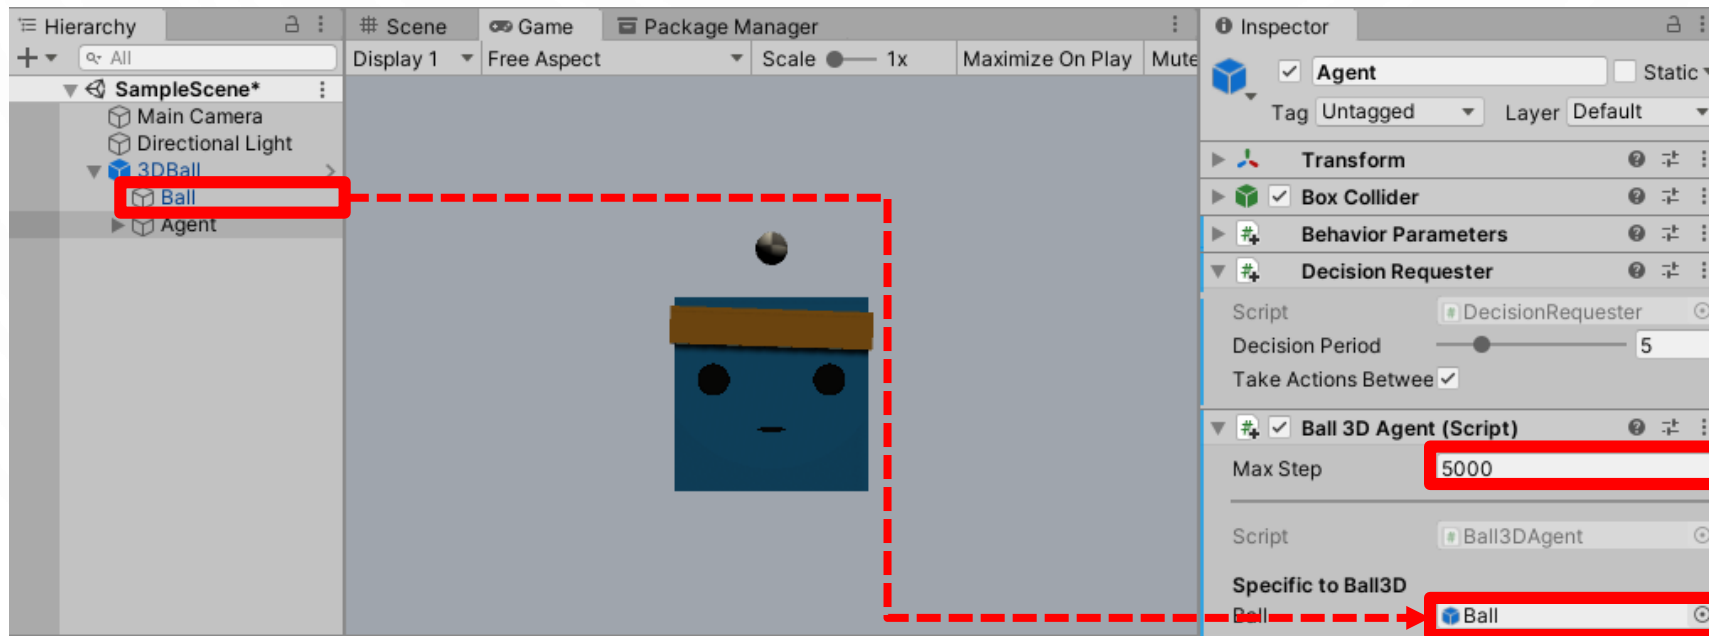 Hierarchy
All
SampleScene*
Main Camera
Directional Light
3DBall
Ball
Agent
Scene
Game
Package Manager
Display 1
Free Aspect
Scale
1x
Maximize On Play
Mute
Inspector
Agent
Static
Tag
Untagged
Layer
Default
Transform
Box Collider
Behavior Parameters
Decision Requester
Script
DecisionRequester
Decision Period
5
Take Actions Betwee
Ball 3D Agent (Script)
Max Step
5000
Script
Ball3DAgent
Specific to Ball3D
Ball
Ball